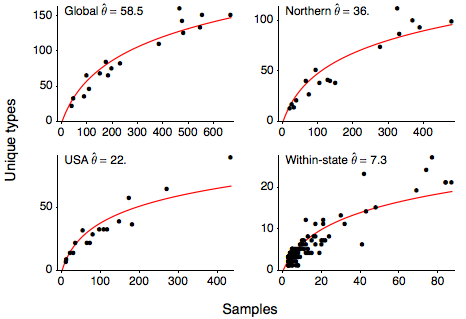 Global θ̂ = 58.5
150
100
50
0
0 100 200 300 400 500 600
Northern θ̂ = 36.
100
50
0
0 100 200 300 400
USA θ̂ = 22.
50
0
0 100 200 300 400
Within-state θ̂ = 7.3
20
10
0
0 20 40 60 80
Unique types
Samples